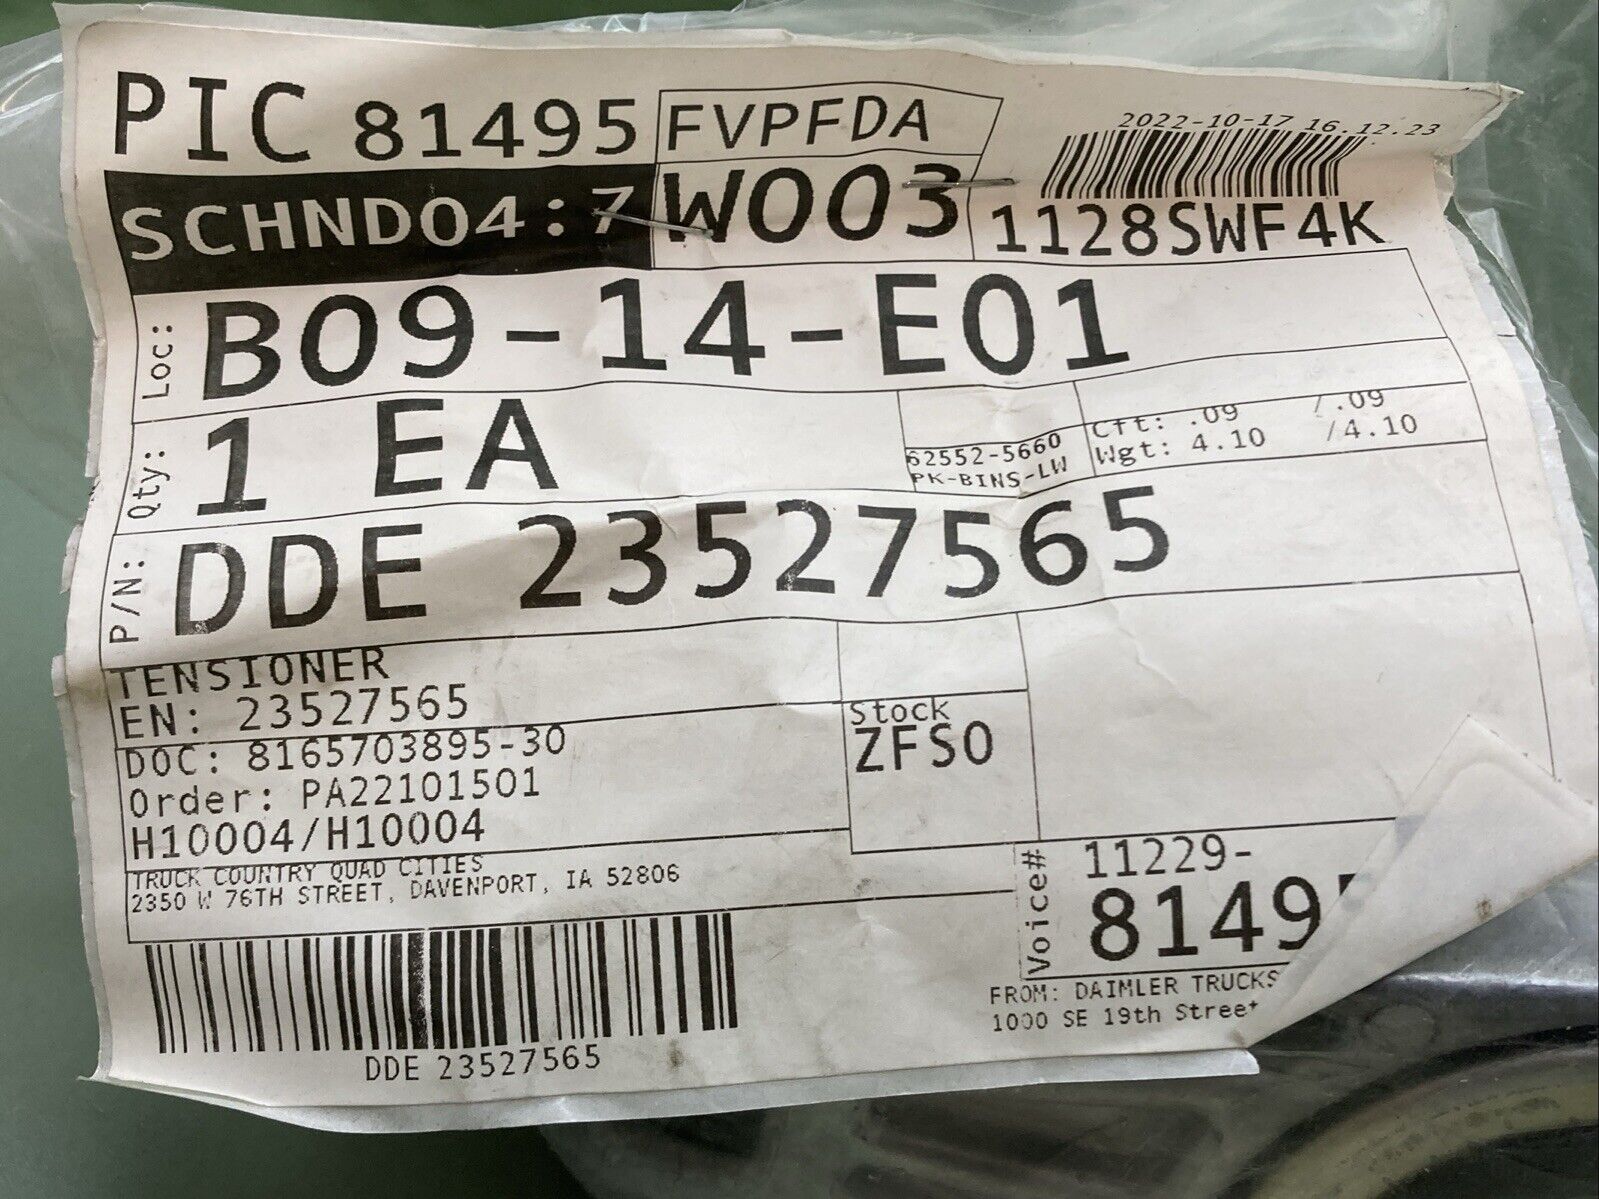 PIC 81495
FVPFDA
2022-10-17 16.12.23
SCHND04:7
W003
1128SWF4K
Loc: B09-14-E01
Qty: 1 EA
62552-5660
PK-BINS-LW
Cft: .09 /.09
Wgt: 4.10 /4.10
P/N: DDE 23527565
TENSIONER
EN: 23527565
Stock
ZFSO
DOC: 8165703895-30
Order: PA22101501
H10004/H10004
TRUCK COUNTRY QUAD CITIES
2350 W 76TH STREET, DAVENPORT, IA 52806
Voice# 11229-
8149
DDE 23527565
FROM: DAIMLER TRUCKS
1000 SE 19th Street